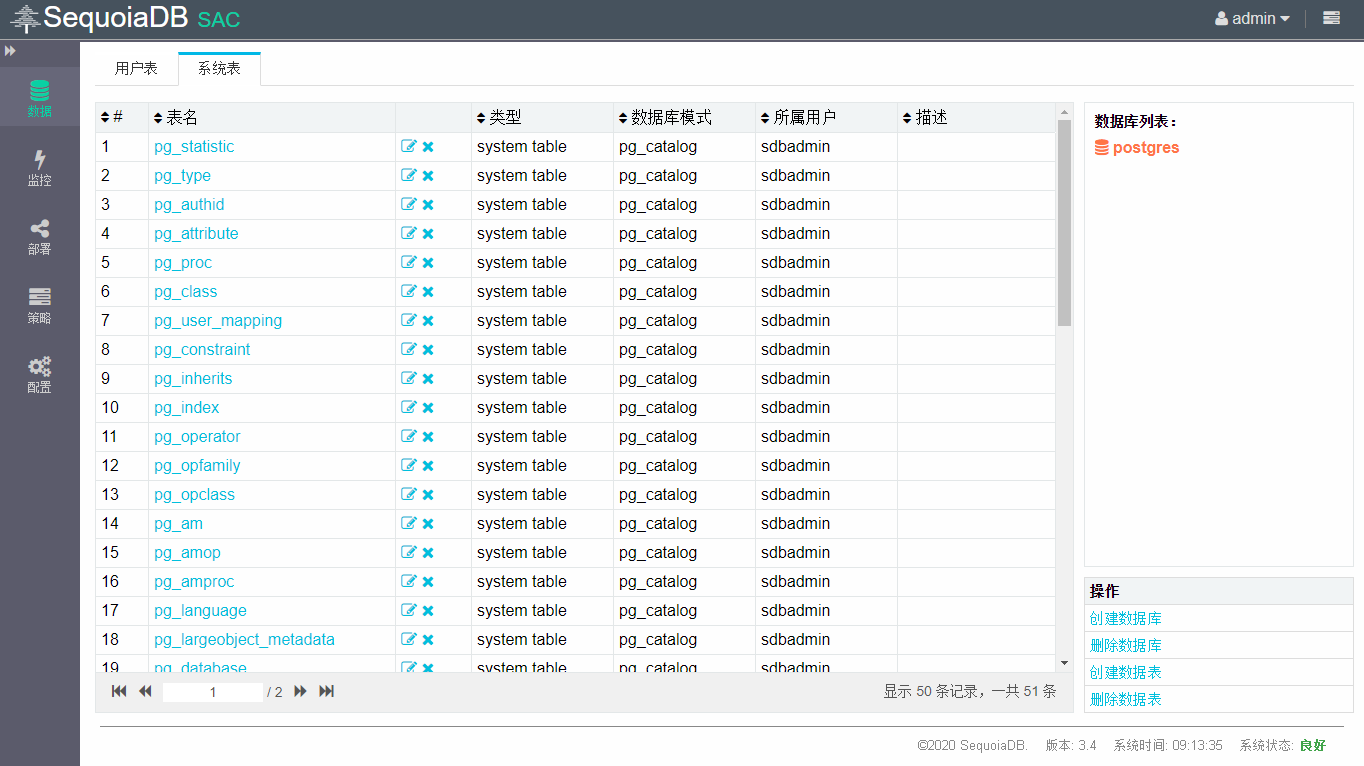 SequoiaDB SAC admin
数据
监控
部署
策略
配置
用户表 系统表
# 表名 类型 数据库模式 所属用户 描述
1 pg_statistic system table pg_catalog sdbadmin
2 pg_type system table pg_catalog sdbadmin
3 pg_authid system table pg_catalog sdbadmin
4 pg_attribute system table pg_catalog sdbadmin
5 pg_proc system table pg_catalog sdbadmin
6 pg_class system table pg_catalog sdbadmin
7 pg_user_mapping system table pg_catalog sdbadmin
8 pg_constraint system table pg_catalog sdbadmin
9 pg_inherits system table pg_catalog sdbadmin
10 pg_index system table pg_catalog sdbadmin
11 pg_operator system table pg_catalog sdbadmin
12 pg_opfamily system table pg_catalog sdbadmin
13 pg_opclass system table pg_catalog sdbadmin
14 pg_am system table pg_catalog sdbadmin
15 pg_amop system table pg_catalog sdbadmin
16 pg_amproc system table pg_catalog sdbadmin
17 pg_language system table pg_catalog sdbadmin
18 pg_largeobject_metadata system table pg_catalog sdbadmin
19 pg_database system table pg_catalog sdbadmin
1 / 2 显示 50 条记录，一共 51 条
数据库列表：
postgres
操作
创建数据库
删除数据库
创建数据表
删除数据表
©2020 SequoiaDB. 版本: 3.4 系统时间: 09:13:35 系统状态: 良好